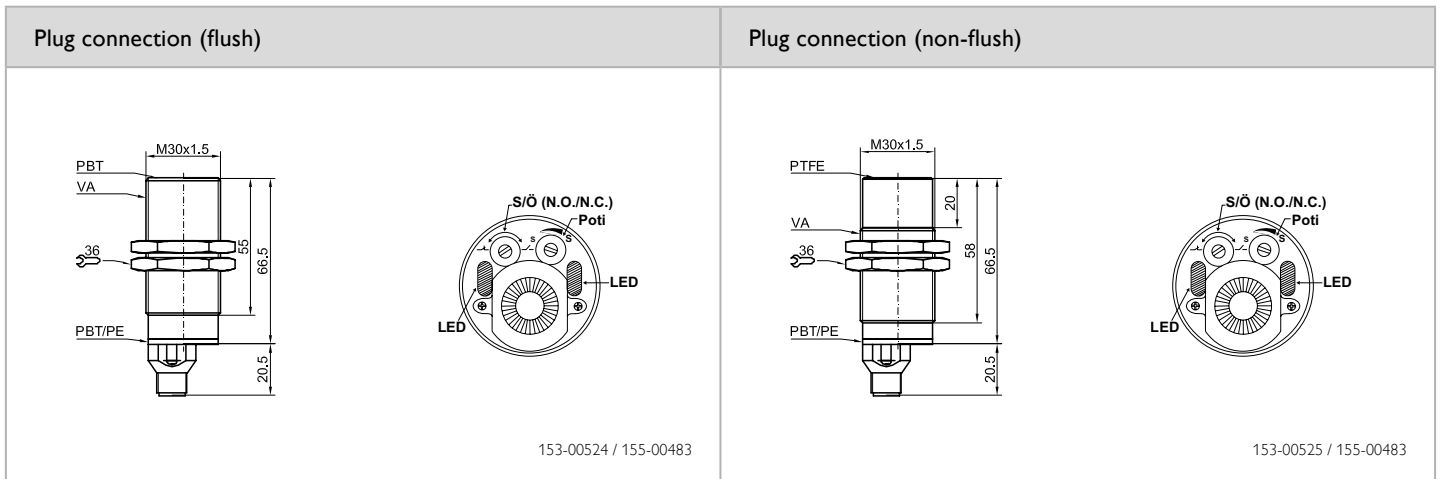 Plug connection (flush)
Plug connection (non-flush)
M30x1.5
PBT
VA
36
55
66.5
PBT/PE
20.5
S/Ö (N.O./N.C.)
Poti
S
S
LED
LED
153-00524 / 155-00483
M30x1.5
PTFE
20
VA
36
58
66.5
PBT/PE
20.5
S/Ö (N.O./N.C.)
Poti
S
S
LED
LED
153-00525 / 155-00483